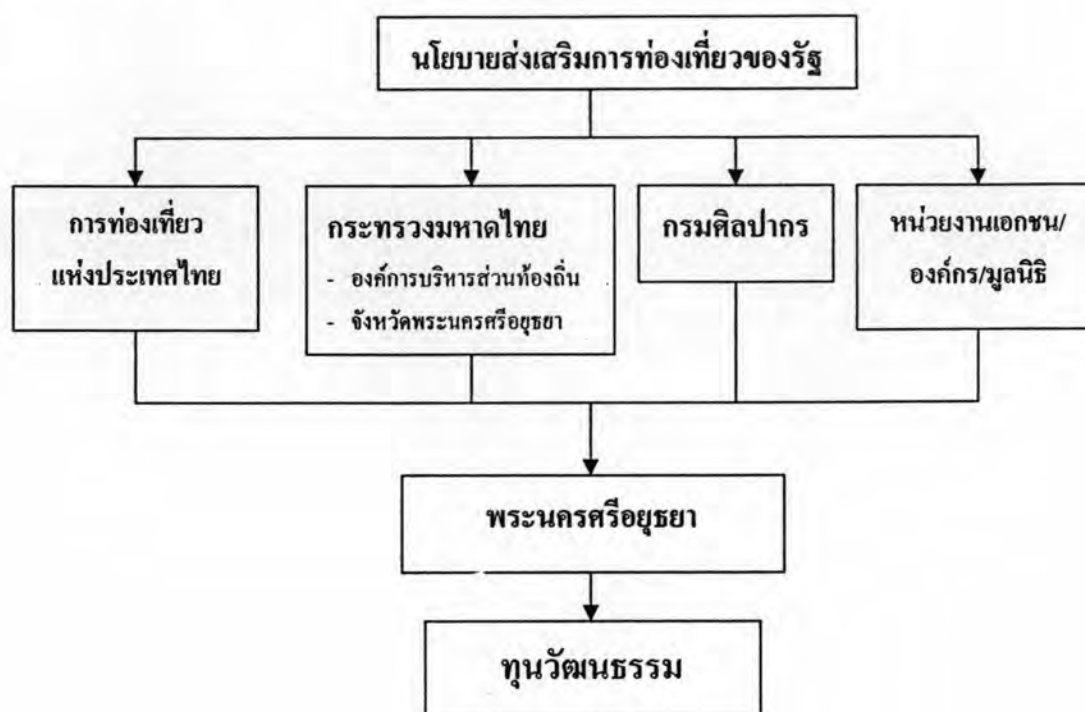 นโยบายส่งเสริมการท่องเที่ยวของรัฐ
การท่องเที่ยว
แห่งประเทศไทย
กระทรวงมหาดไทย
- องค์การบริหารส่วนท้องถิ่น
- จังหวัดพระนครศรีอยุธยา
กรมศิลปากร
หน่วยงานเอกชน/
องค์กร/มูลนิธิ
พระนครศรีอยุธยา
ทุนวัฒนธรรม